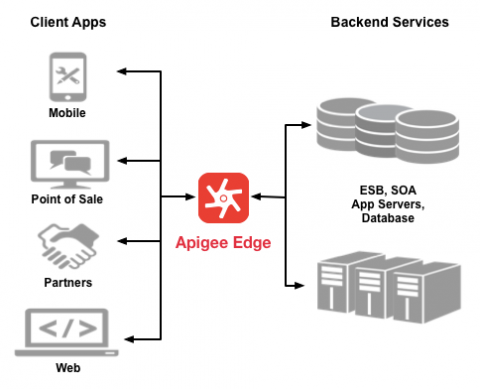 Client Apps
Backend Services
Mobile
Point of Sale
Partners
</>
Web
Apigee Edge
ESB, SOA
App Servers,
Database